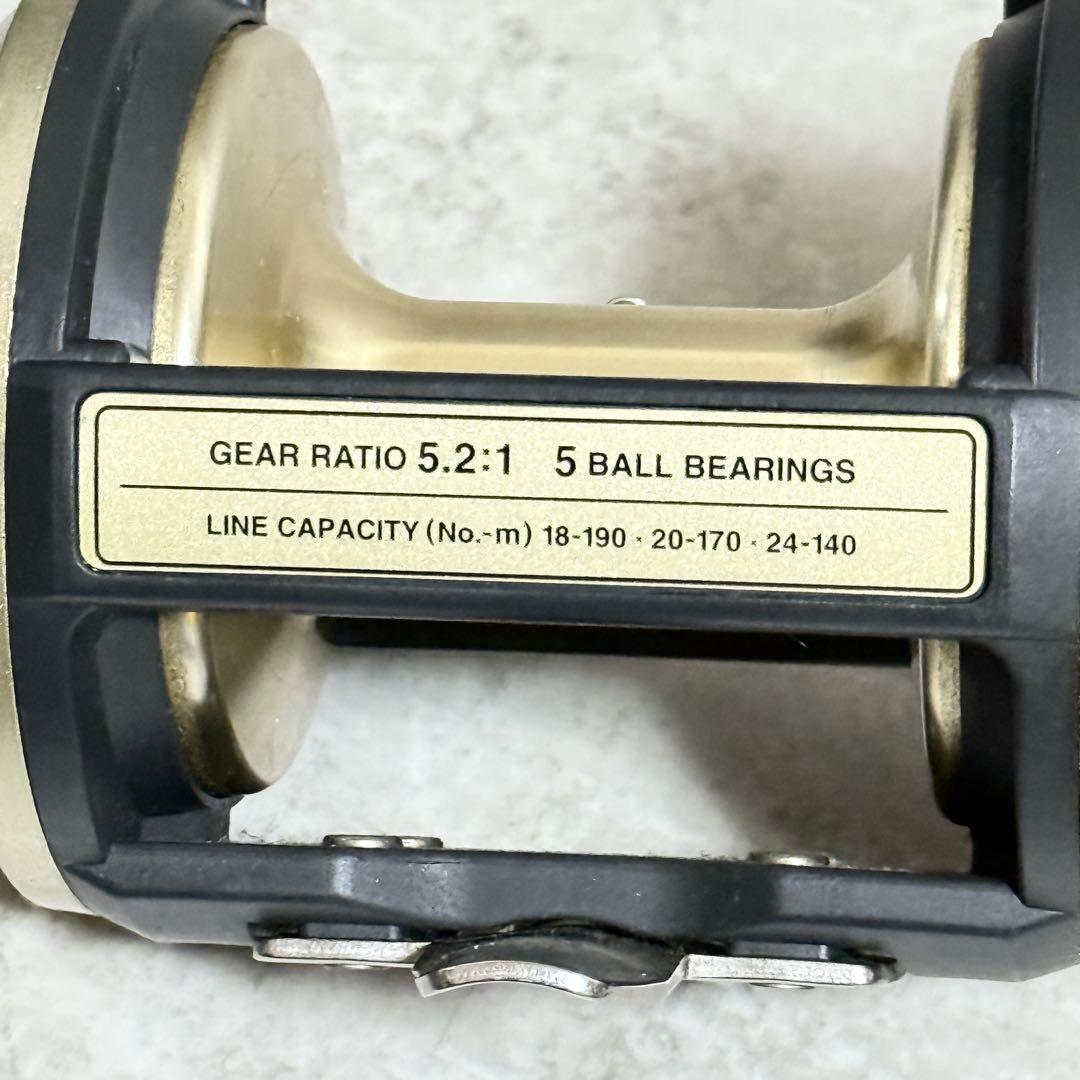 GEAR RATIO 5.2:1 5 BALL BEARINGS
LINE CAPACITY (No.-m) 18-190 · 20-170 · 24-140